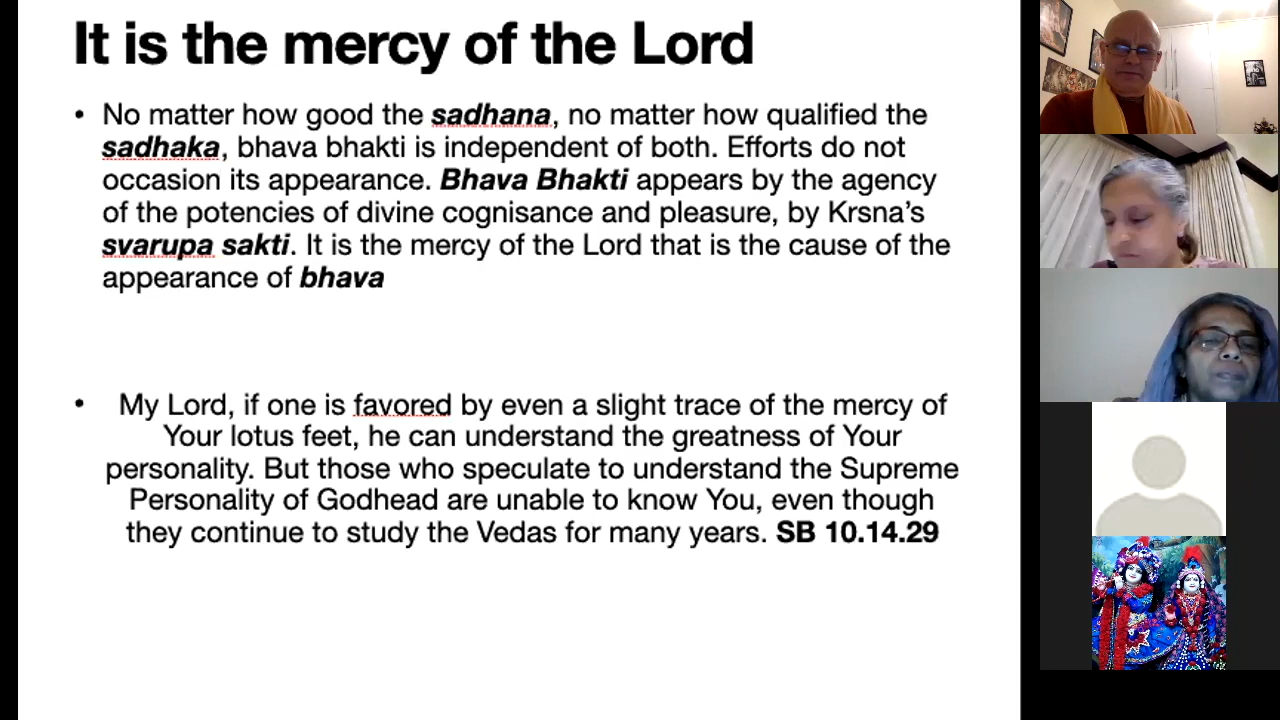 It is the mercy of the Lord
• No matter how good the sadhana, no matter how qualified the
sadhaka, bhava bhakti is independent of both. Efforts do not
occasion its appearance. Bhava Bhakti appears by the agency
of the potencies of divine cognisance and pleasure, by Krsna’s
svarupa sakti. It is the mercy of the Lord that is the cause of the
appearance of bhava
• My Lord, if one is favored by even a slight trace of the mercy of
Your lotus feet, he can understand the greatness of Your
personality. But those who speculate to understand the Supreme
Personality of Godhead are unable to know You, even though
they continue to study the Vedas for many years. SB 10.14.29